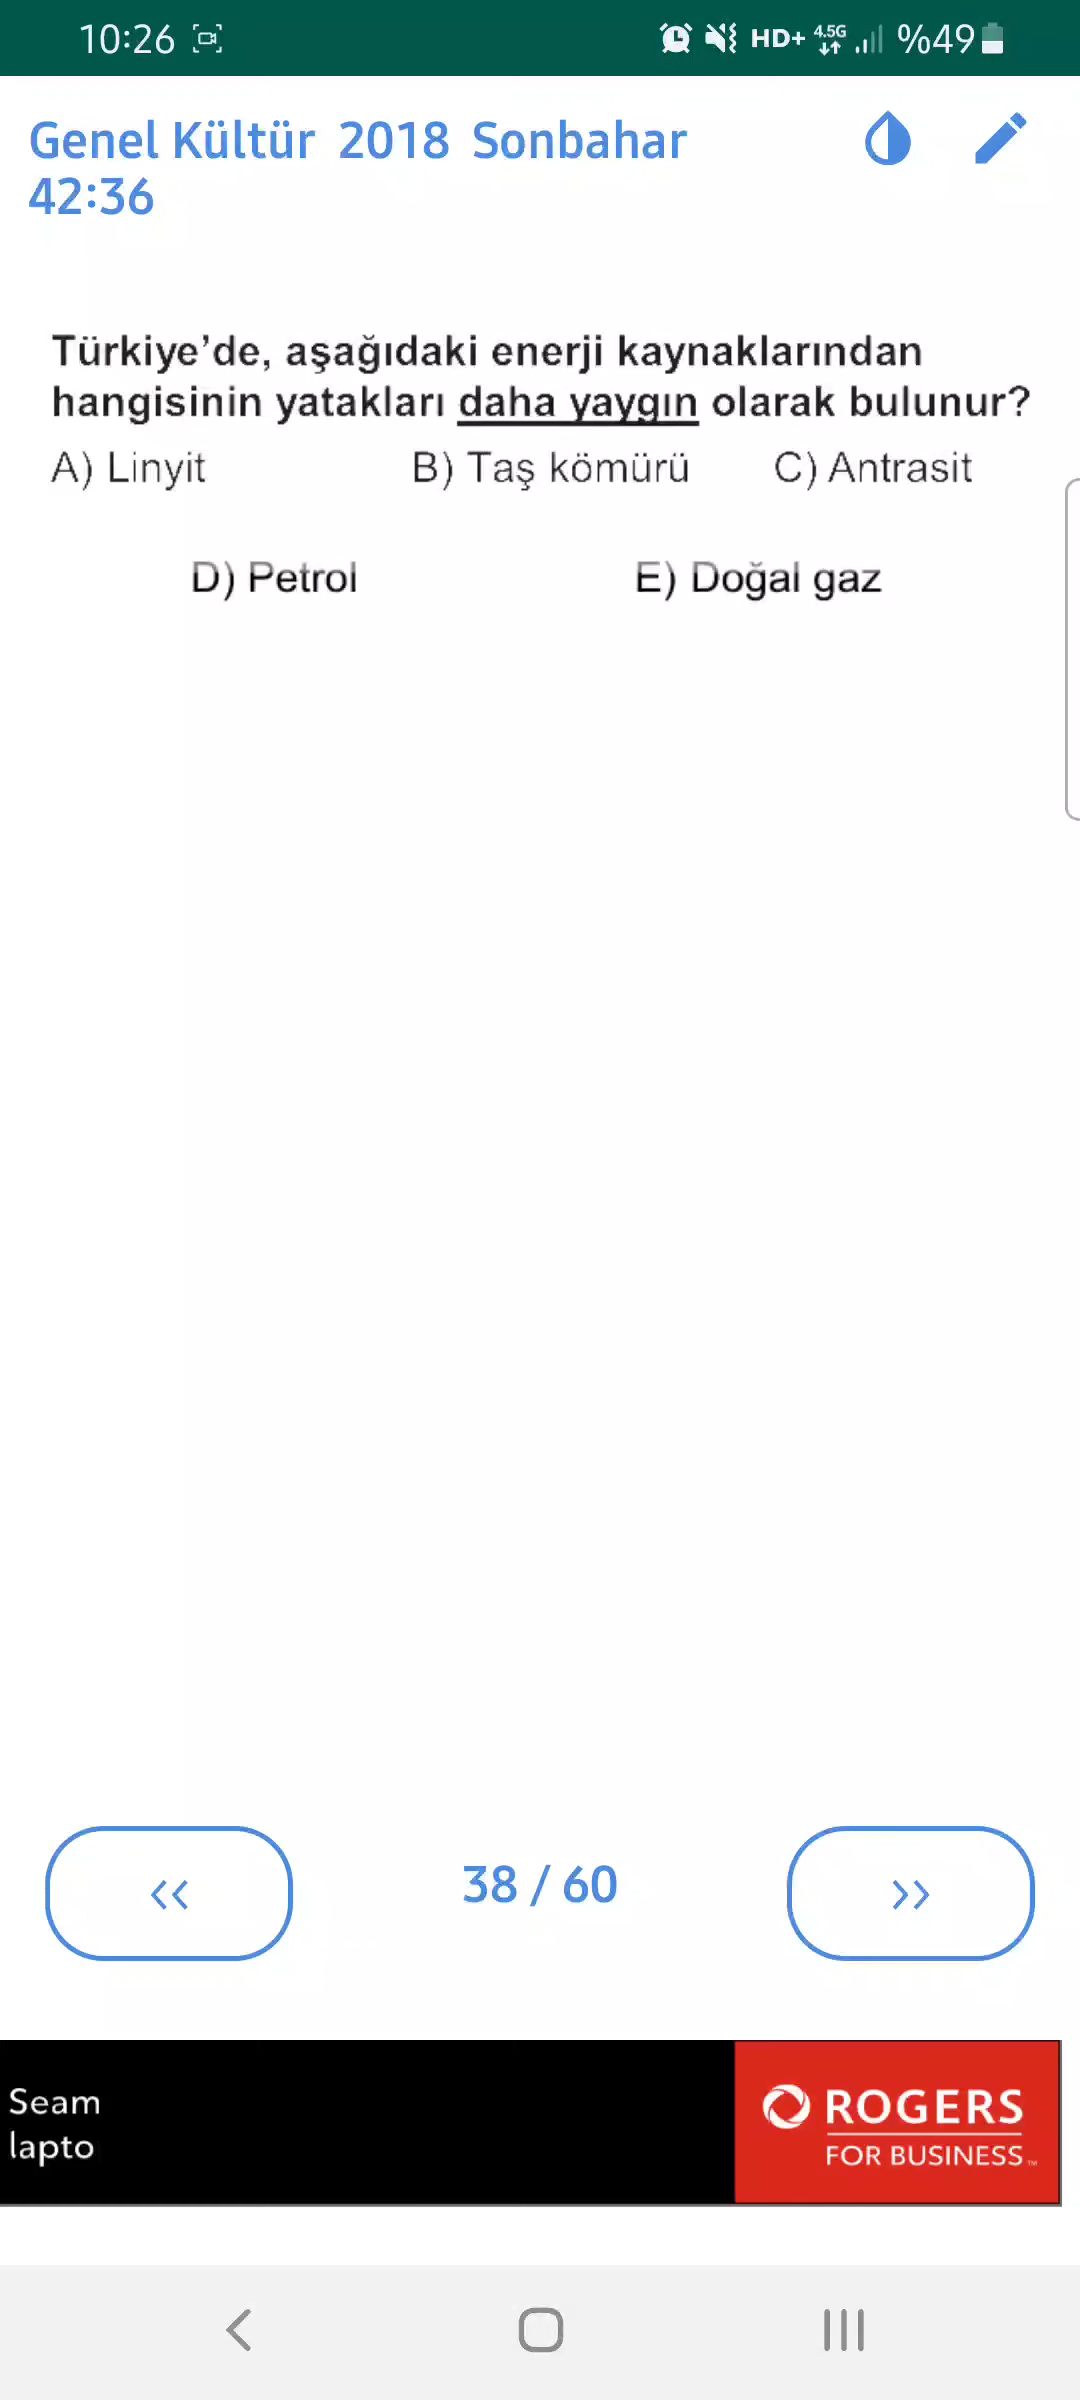 10:26 HD+ 4.5G %49
Genel Kültür 2018 Sonbahar
42:36
Türkiye’de, aşağıdaki enerji kaynaklarından
hangisinin yatakları daha yaygın olarak bulunur?
A) Linyit B) Taş kömürü C) Antrasit
D) Petrol E) Doğal gaz
<< 38 / 60 >>
Seam
lapto
ROGERS
FOR BUSINESS™